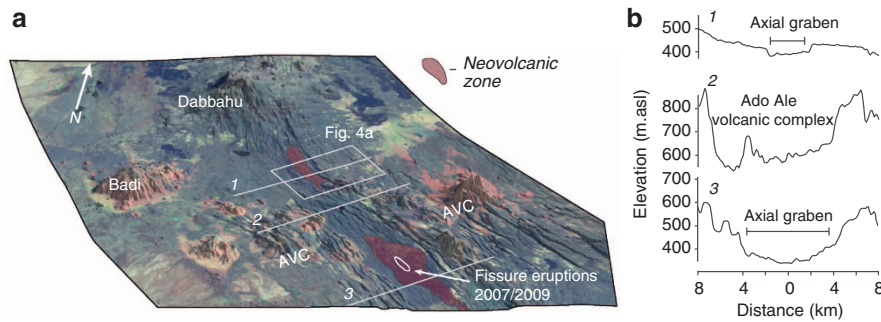 a
Neovolcanic
zone
N
Dabbahu
Fig. 4a
Badi
1
2
AVC
AVC
3
Fissure eruptions
2007/2009
b
1
Axial graben
500
400
2
Ado Ale
volcanic complex
800
700
600
3
Axial graben
600
500
400
300
Elevation (m.asl)
8 4 0 4 8
Distance (km)